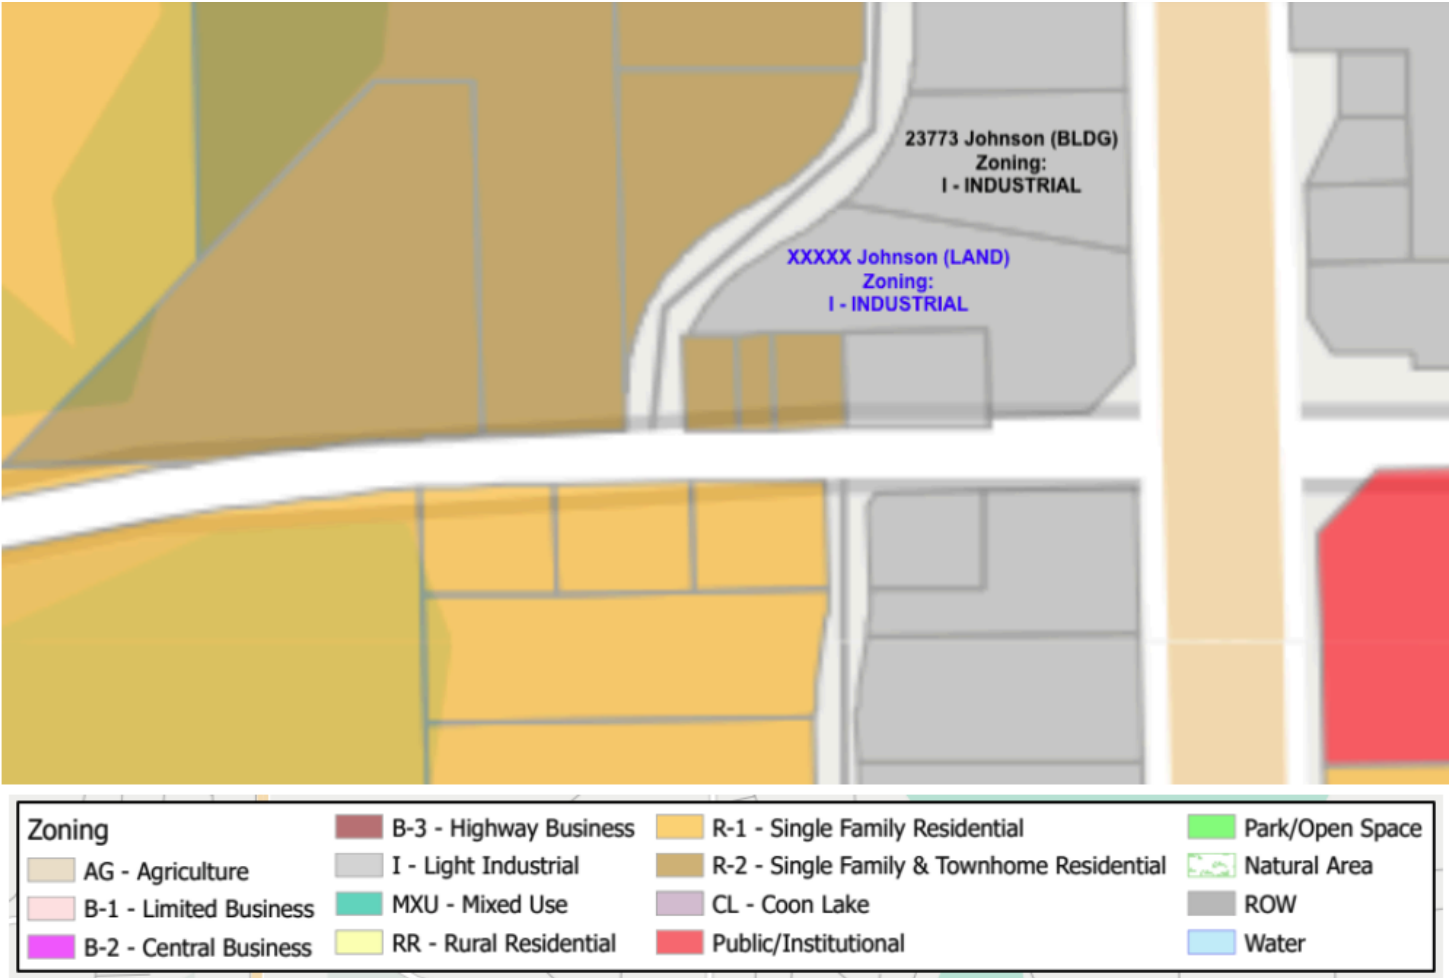 23773 Johnson (BLDG)
Zoning:
I - INDUSTRIAL
XXXXX Johnson (LAND)
Zoning:
I - INDUSTRIAL
Zoning
AG - Agriculture
B-1 - Limited Business
B-2 - Central Business
B-3 - Highway Business
I - Light Industrial
MXU - Mixed Use
RR - Rural Residential
R-1 - Single Family Residential
R-2 - Single Family & Townhome Residential
CL - Coon Lake
Public/Institutional
Park/Open Space
Natural Area
ROW
Water